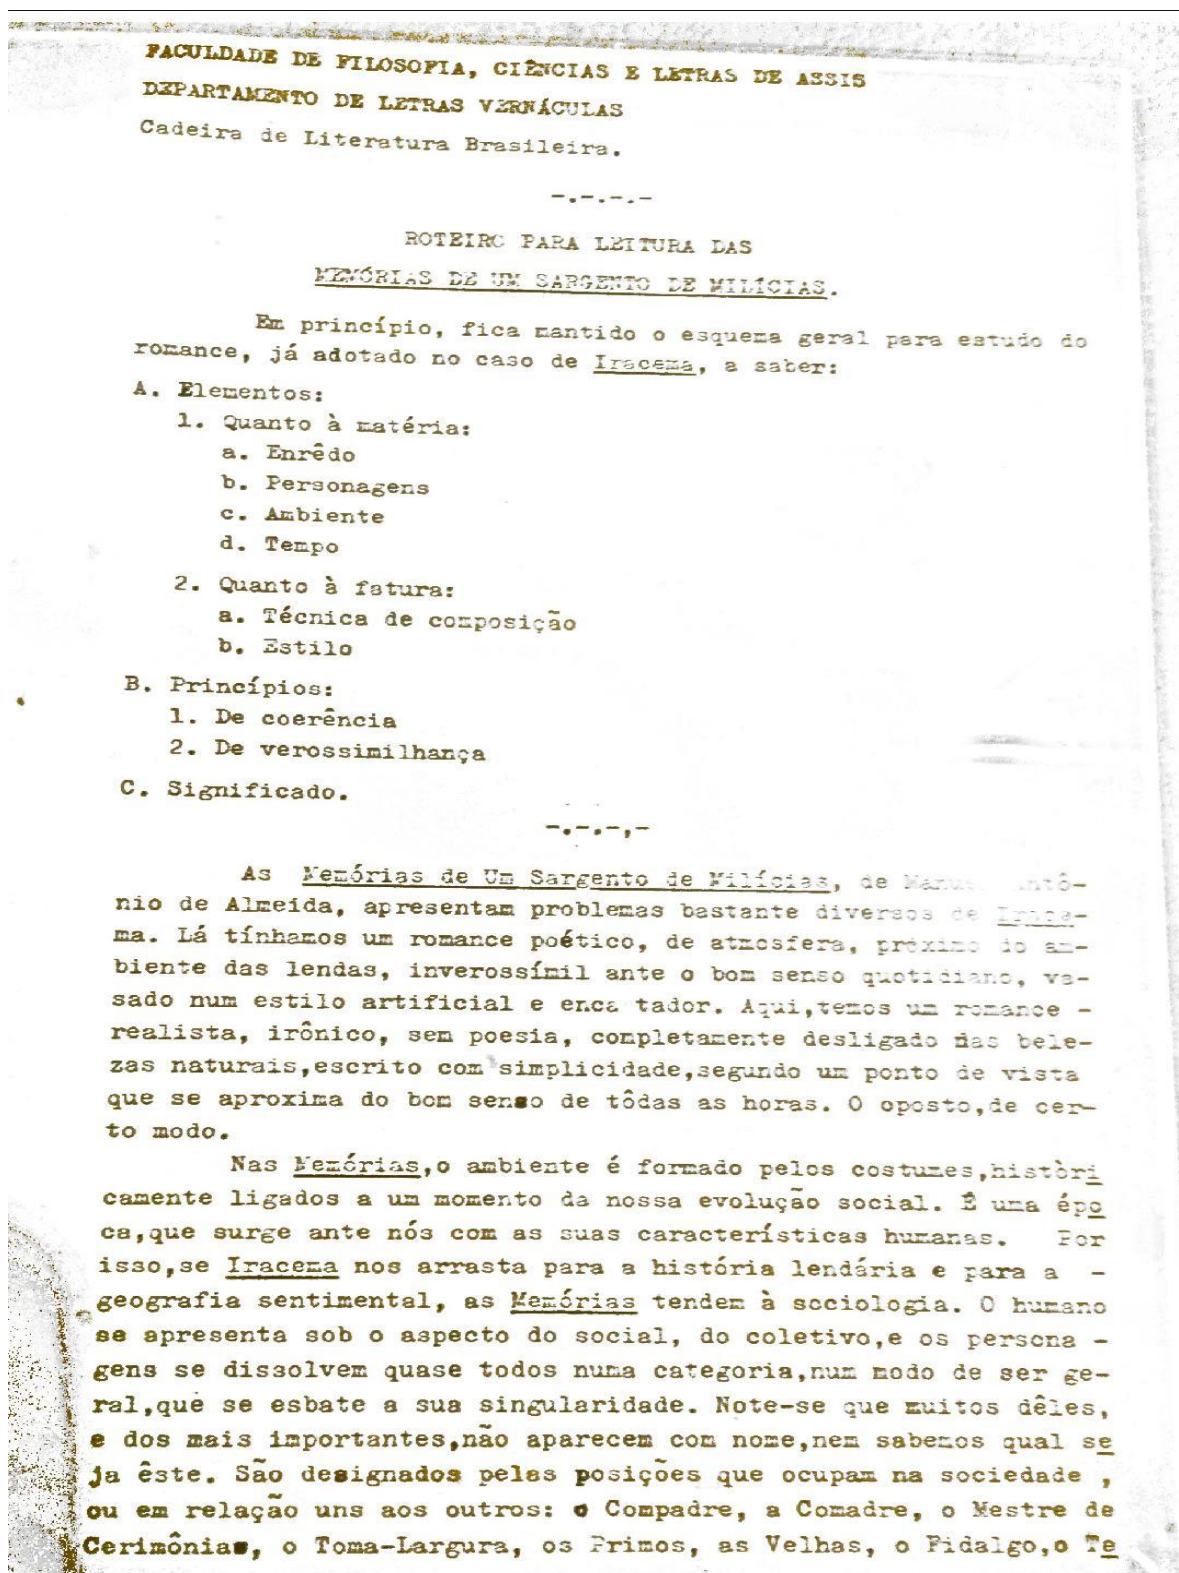 FACULDADE DE FILOSOFIA, CIÊNCIAS E LETRAS DE ASSIS
DEPARTAMENTO DE LETRAS VERNÁCULAS
Cadeira de Literatura Brasileira.
-.-.-.-
ROTEIRO PARA LEITURA DAS
MEMÓRIAS DE UM SARGENTO DE MILÍCIAS.
Em princípio, fica mantido o esquema geral para estudo do
romance, já adotado no caso de Iracema, a saber:
A. Elementos:
1. Quanto à matéria:
a. Enrêdo
b. Personagens
c. Ambiente
d. Tempo
2. Quanto à fatura:
a. Técnica de composição
b. Estilo
B. Princípios:
1. De coerência
2. De verossimilhança
C. Significado.
-.-.-,-
As Memórias de Um Sargento de Milícias, de Manuel Antô-
nio de Almeida, apresentam problemas bastante diversos de Irace-
ma. Lá tínhamos um romance poético, de atmosfera, próximo do am-
biente das lendas, inverossímil ante o bom senso quotidiano, va-
sado num estilo artificial e enca tador. Aqui,temos um romance -
realista, irônico, sem poesia, completamente desligado das bele-
zas naturais,escrito com simplicidade,segundo um ponto de vista
que se aproxima do bom senso de tôdas as horas. O oposto,de cer-
to modo.
Nas Memórias,o ambiente é formado pelos costumes,històri
camente ligados a um momento da nossa evolução social. É uma épo
ca,que surge ante nós com as suas características humanas. Por
isso,se Iracema nos arrasta para a história lendária e para a -
geografia sentimental, as Memórias tendem à sociologia. O humano
se apresenta sob o aspecto do social, do coletivo,e os persona -
gens se dissolvem quase todos numa categoria,num modo de ser ge-
ral,que se esbate a sua singularidade. Note-se que muitos dêles,
e dos mais importantes,não aparecem com nome,nem sabemos qual se
ja êste. São designados pelas posições que ocupam na sociedade ,
ou em relação uns aos outros: o Compadre, a Comadre, o Mestre de
Cerimônias, o Toma-Largura, os Primos, as Velhas, o Fidalgo,o Te